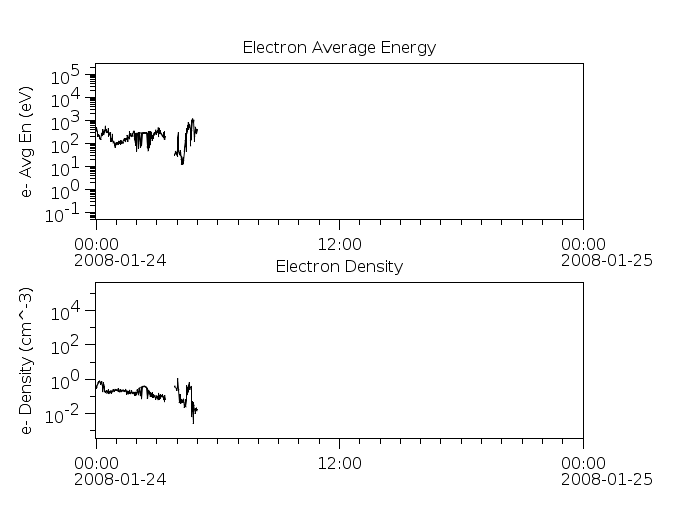 Electron Average Energy
e- Avg En (eV)
10^5
10^4
10^3
10^2
10^1
10^0
10^-1
00:00 12:00 00:00
2008-01-24 2008-01-25
Electron Density
e- Density (cm^-3)
10^4
10^2
10^0
10^-2
00:00 12:00 00:00
2008-01-24 2008-01-25